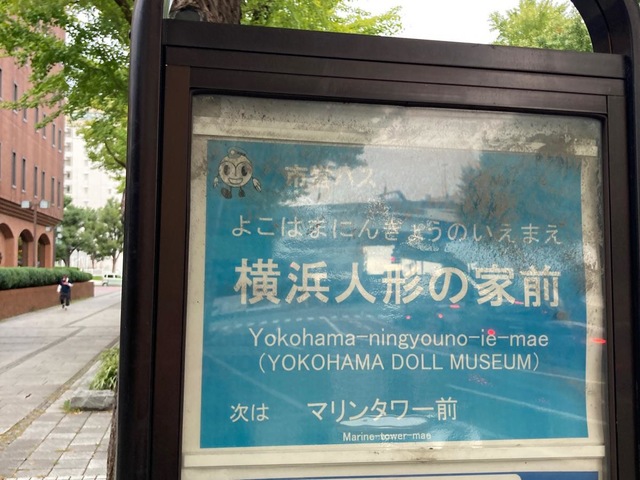 市営バス
よこはまにんぎょうのいえまえ
横浜人形の家前
Yokohama-ningyouno-ie-mae
(YOKOHAMA DOLL MUSEUM)
次は マリンタワー前
Marine-tower-mae